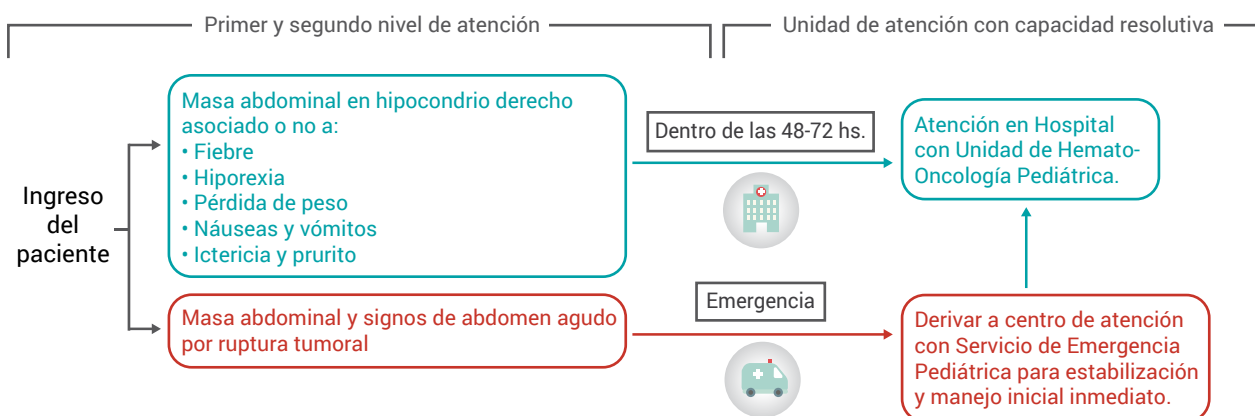 Primer y segundo nivel de atención
Unidad de atención con capacidad resolutiva
Ingreso
del
paciente
Masa abdominal en hipocondrio derecho
asociado o no a:
• Fiebre
• Hiporexia
• Pérdida de peso
• Náuseas y vómitos
• Ictericia y prurito
Dentro de las 48-72 hs.
Atención en Hospital
con Unidad de Hemato-
Oncología Pediátrica.
Masa abdominal y signos de abdomen agudo
por ruptura tumoral
Emergencia
Derivar a centro de atención
con Servicio de Emergencia
Pediátrica para estabilización
y manejo inicial inmediato.